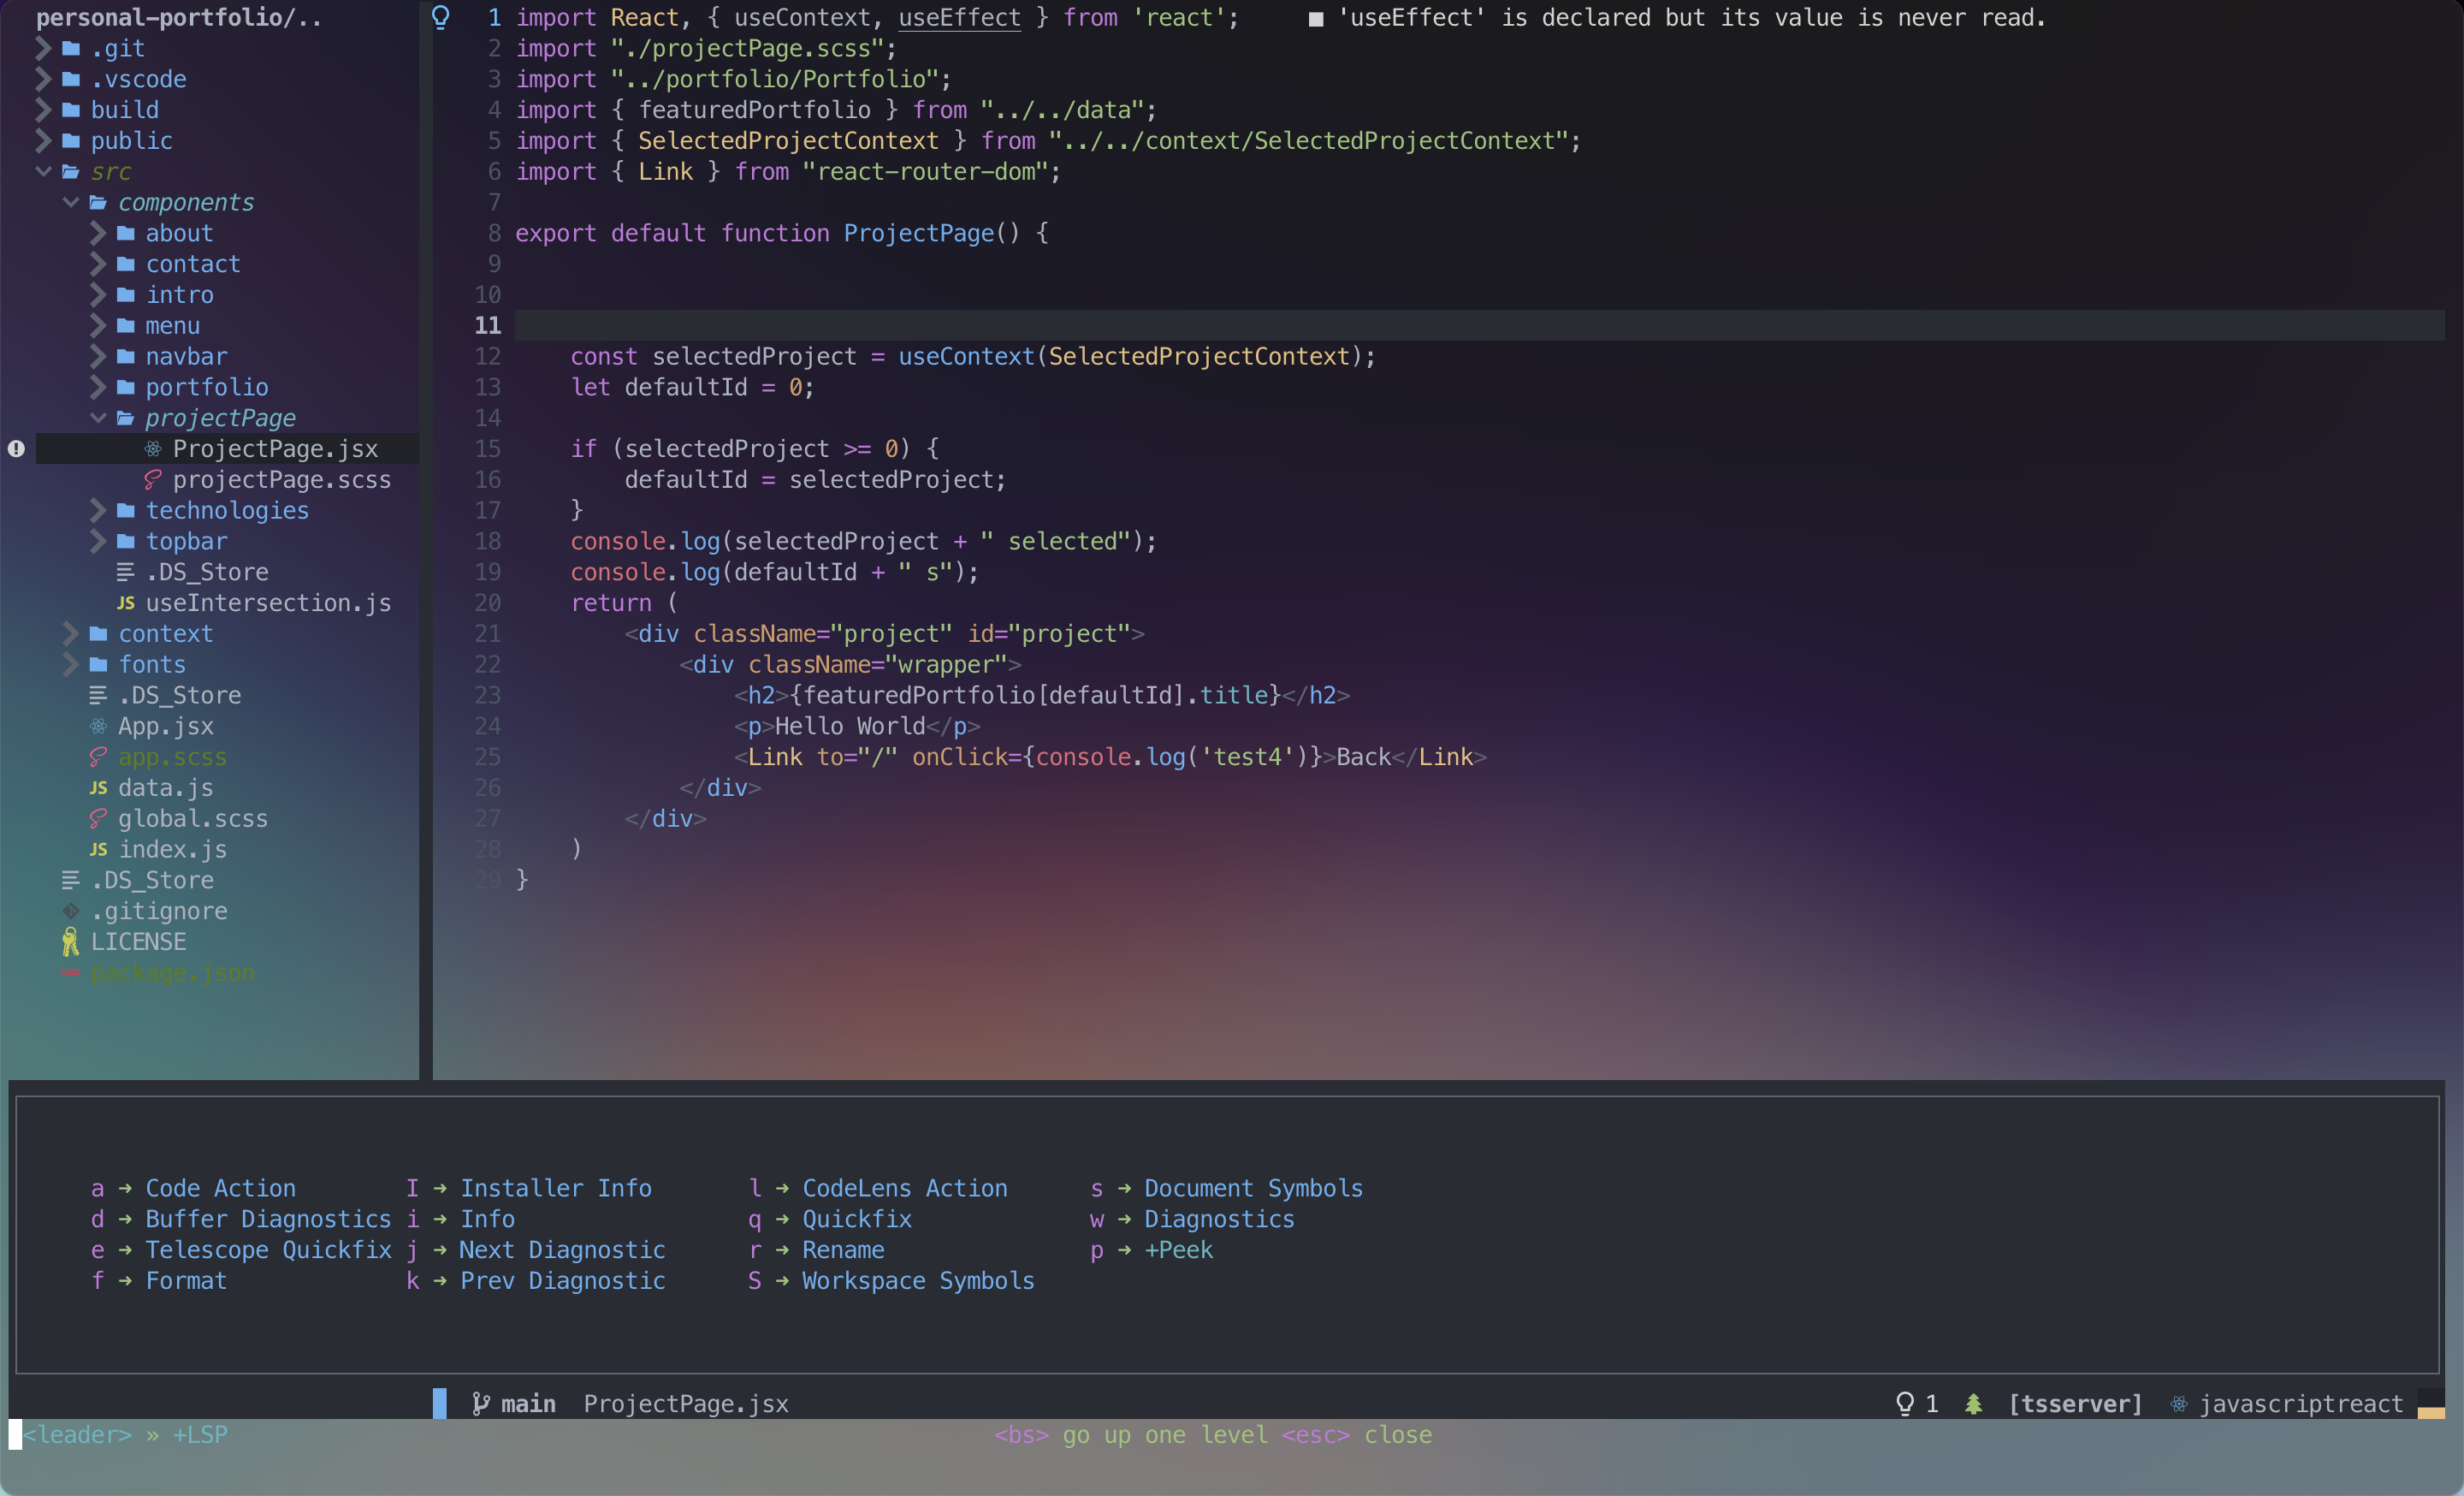 personal-portfolio/..
.git
.vscode
build
public
src
components
about
contact
intro
menu
navbar
portfolio
projectPage
ProjectPage.jsx
projectPage.scss
technologies
topbar
.DS_Store
JS useIntersection.js
context
fonts
.DS_Store
App.jsx
app.scss
JS data.js
global.scss
JS index.js
.DS_Store
.gitignore
LICENSE
package.json
1 import React, { useContext, useEffect } from 'react';     ■ 'useEffect' is declared but its value is never read.
2 import "./projectPage.scss";
3 import "../portfolio/Portfolio";
4 import { featuredPortfolio } from "../../data";
5 import { SelectedProjectContext } from "../../context/SelectedProjectContext";
6 import { Link } from "react-router-dom";
7
8 export default function ProjectPage() {
9
10
11
12     const selectedProject = useContext(SelectedProjectContext);
13     let defaultId = 0;
14
15     if (selectedProject >= 0) {
16         defaultId = selectedProject;
17     }
18     console.log(selectedProject + " selected");
19     console.log(defaultId + " s");
20     return (
21         <div className="project" id="project">
22             <div className="wrapper">
23                 <h2>{featuredPortfolio[defaultId].title}</h2>
24                 <p>Hello World</p>
25                 <Link to="/" onClick={console.log('test4')}>Back</Link>
26             </div>
27         </div>
28     )
29 }
a → Code Action   I → Installer Info   l → CodeLens Action   s → Document Symbols
d → Buffer Diagnostics   i → Info   q → Quickfix   w → Diagnostics
e → Telescope Quickfix   j → Next Diagnostic   r → Rename   p → +Peek
f → Format   k → Prev Diagnostic   S → Workspace Symbols
main   ProjectPage.jsx   1   [tsserver]   javascriptreact
<leader> » +LSP   <bs> go up one level <esc> close